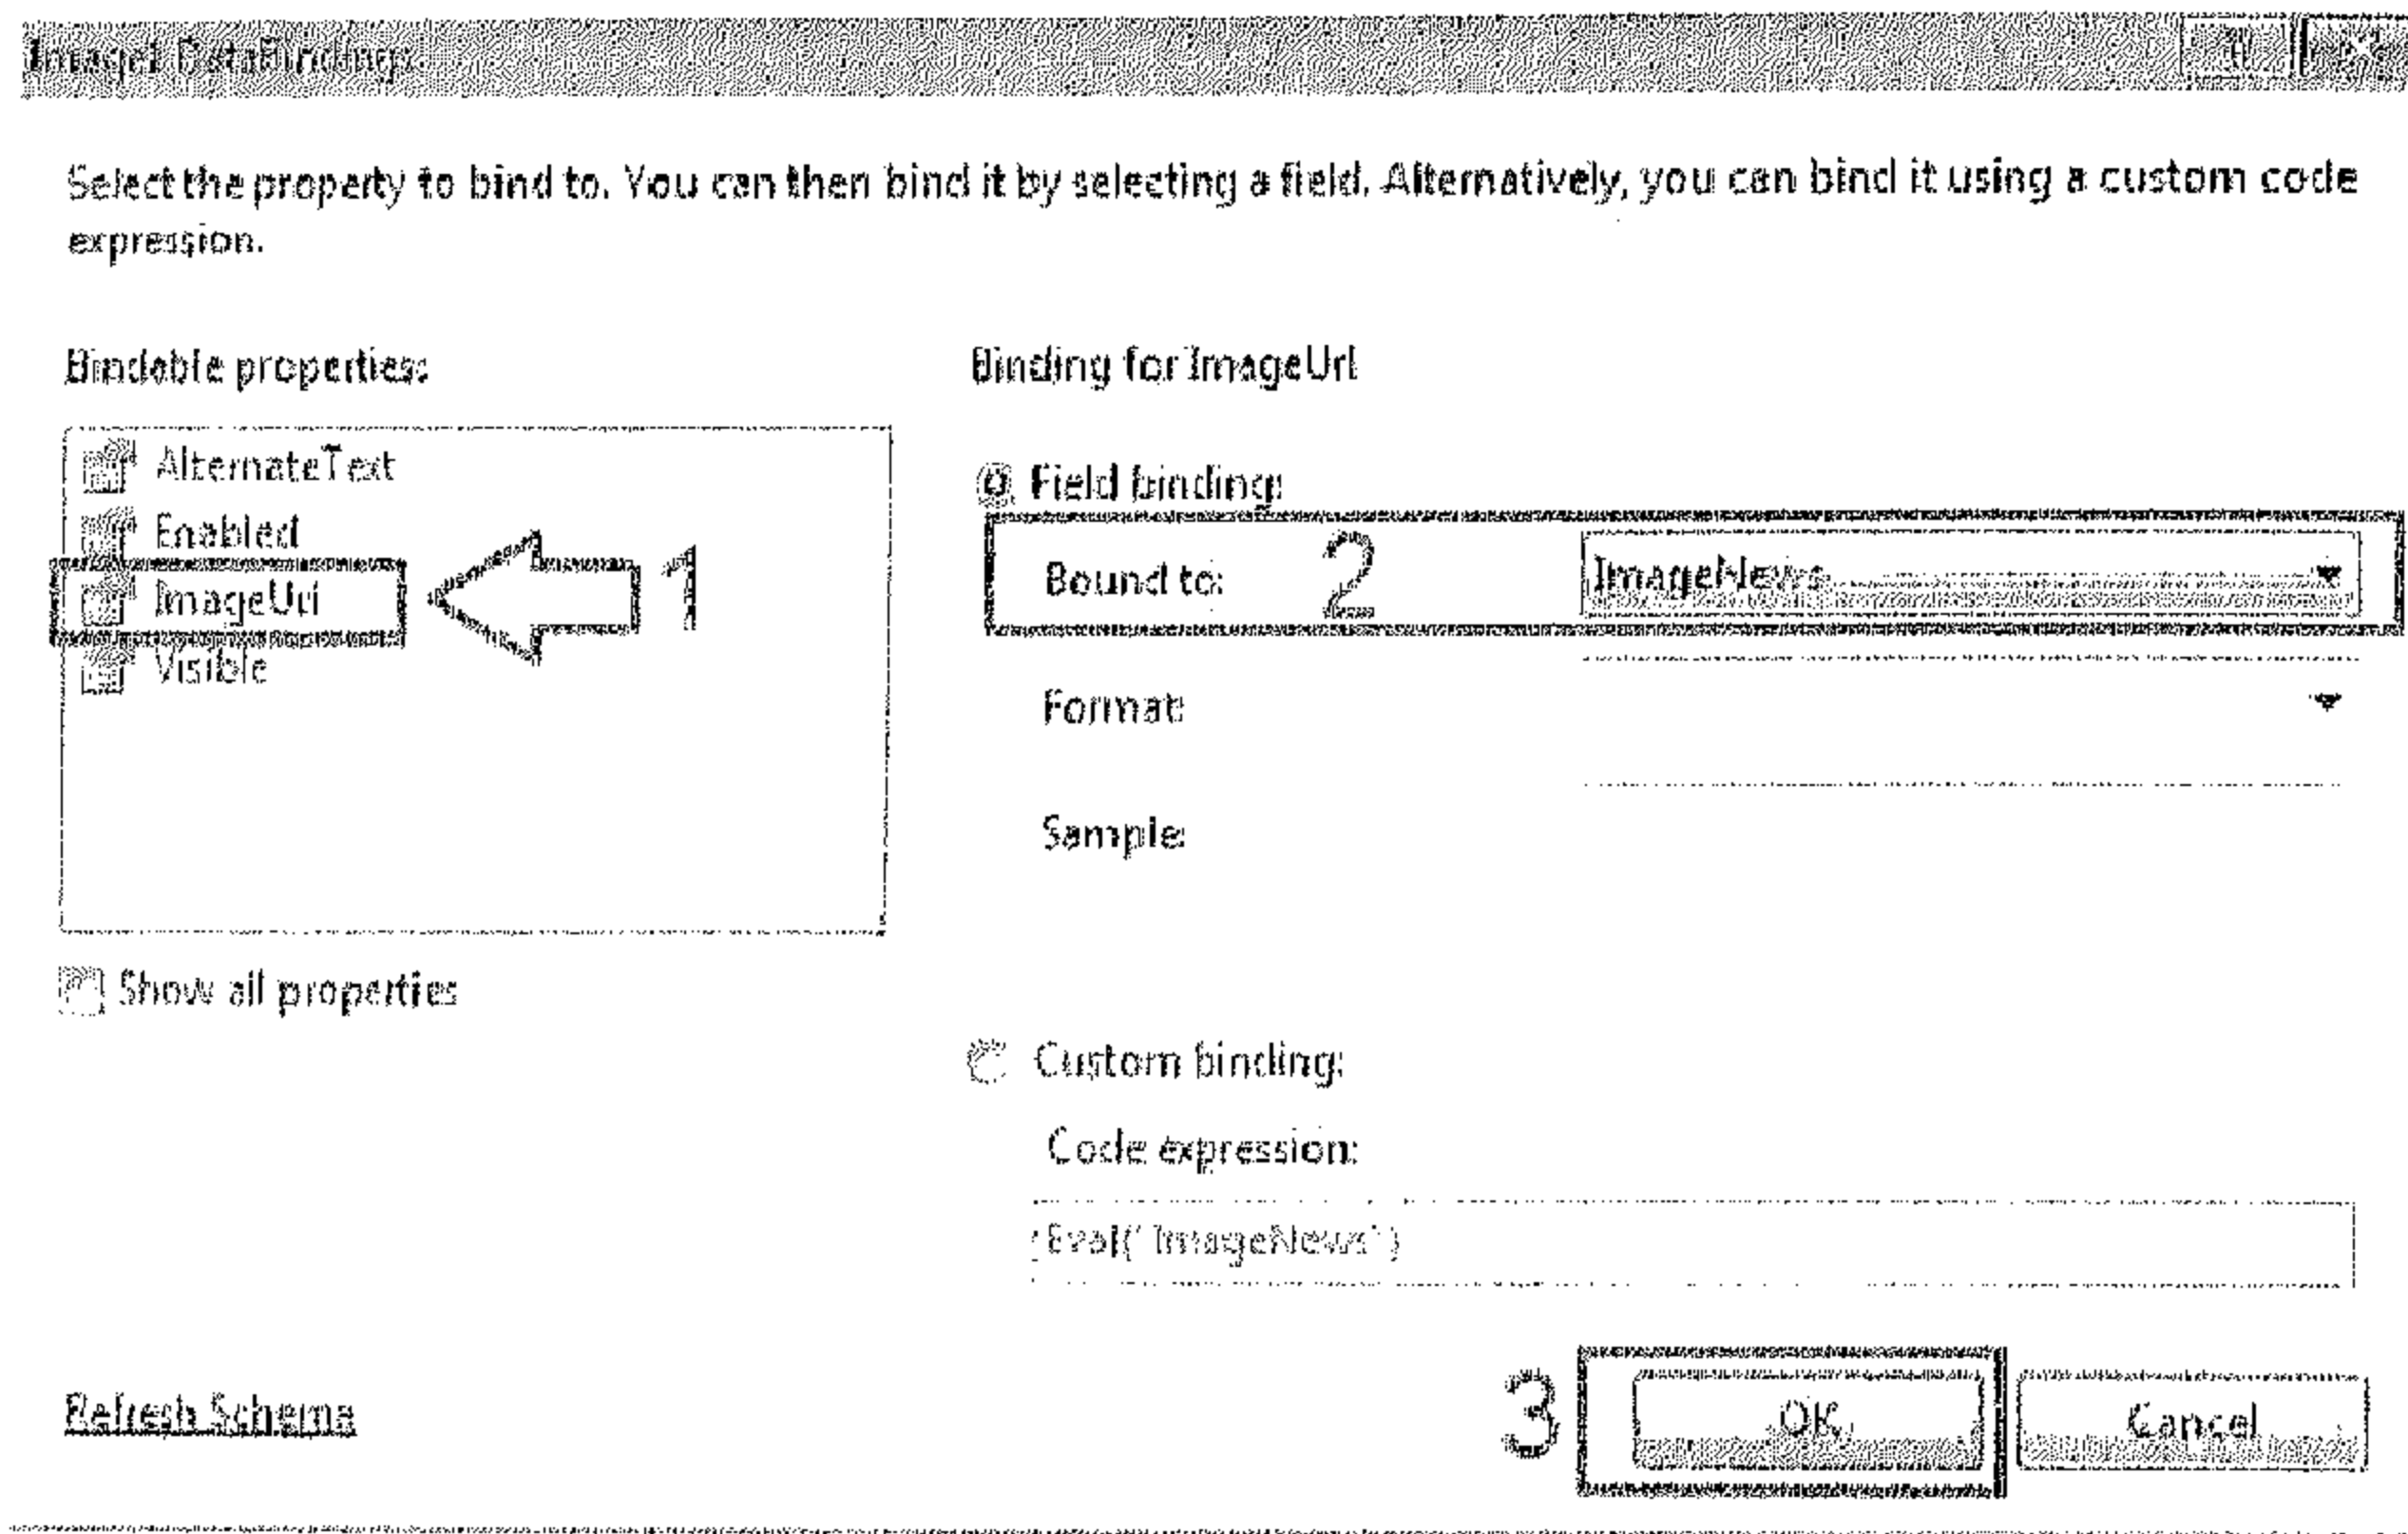 Image1 DataBindings
Select the property to bind to. You can then bind it by selecting a field. Alternatively, you can bind it using a custom code
expression.
Bindable properties:
AlternateText
Enabled
ImageUrl
1
Visible
Show all properties
Binding for ImageUrl
Field binding:
Bound to: 2 ImageNews
Format:
Sample:
Custom binding:
Code expression:
Eval("ImageNews")
Refresh Schema
3 OK Cancel